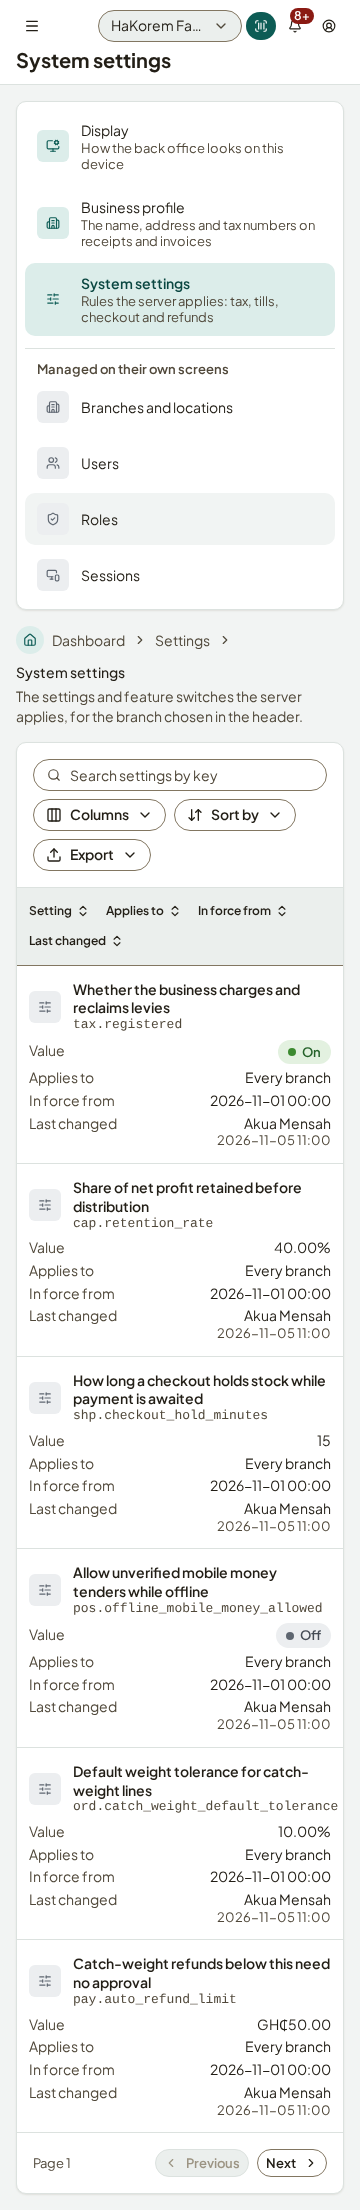 HaKorem Fa...
8+
System settings
Display
How the back office looks on this
device
Business profile
The name, address and tax numbers on
receipts and invoices
System settings
Rules the server applies: tax, tills,
checkout and refunds
Managed on their own screens
Branches and locations
Users
Roles
Sessions
Dashboard > Settings >
System settings
The settings and feature switches the server
applies, for the branch chosen in the header.
Search settings by key
Columns Sort by
Export
Setting Applies to In force from
Last changed
Whether the business charges and
reclaims levies
tax.registered
Value On
Applies to Every branch
In force from 2026-11-01 00:00
Last changed Akua Mensah
2026-11-05 11:00
Share of net profit retained before
distribution
cap.retention_rate
Value 40.00%
Applies to Every branch
In force from 2026-11-01 00:00
Last changed Akua Mensah
2026-11-05 11:00
How long a checkout holds stock while
payment is awaited
shp.checkout_hold_minutes
Value 15
Applies to Every branch
In force from 2026-11-01 00:00
Last changed Akua Mensah
2026-11-05 11:00
Allow unverified mobile money
tenders while offline
pos.offline_mobile_money_allowed
Value Off
Applies to Every branch
In force from 2026-11-01 00:00
Last changed Akua Mensah
2026-11-05 11:00
Default weight tolerance for catch-
weight lines
ord.catch_weight_default_tolerance
Value 10.00%
Applies to Every branch
In force from 2026-11-01 00:00
Last changed Akua Mensah
2026-11-05 11:00
Catch-weight refunds below this need
no approval
pay.auto_refund_limit
Value GH₵50.00
Applies to Every branch
In force from 2026-11-01 00:00
Last changed Akua Mensah
2026-11-05 11:00
Page 1 Previous Next